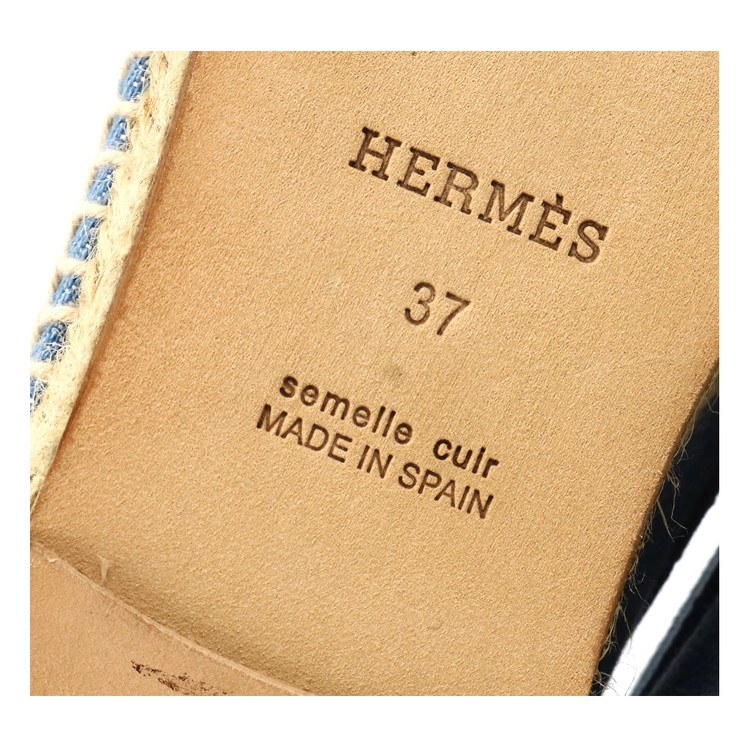 HERMÈS
37
semelle cuir
MADE IN SPAIN